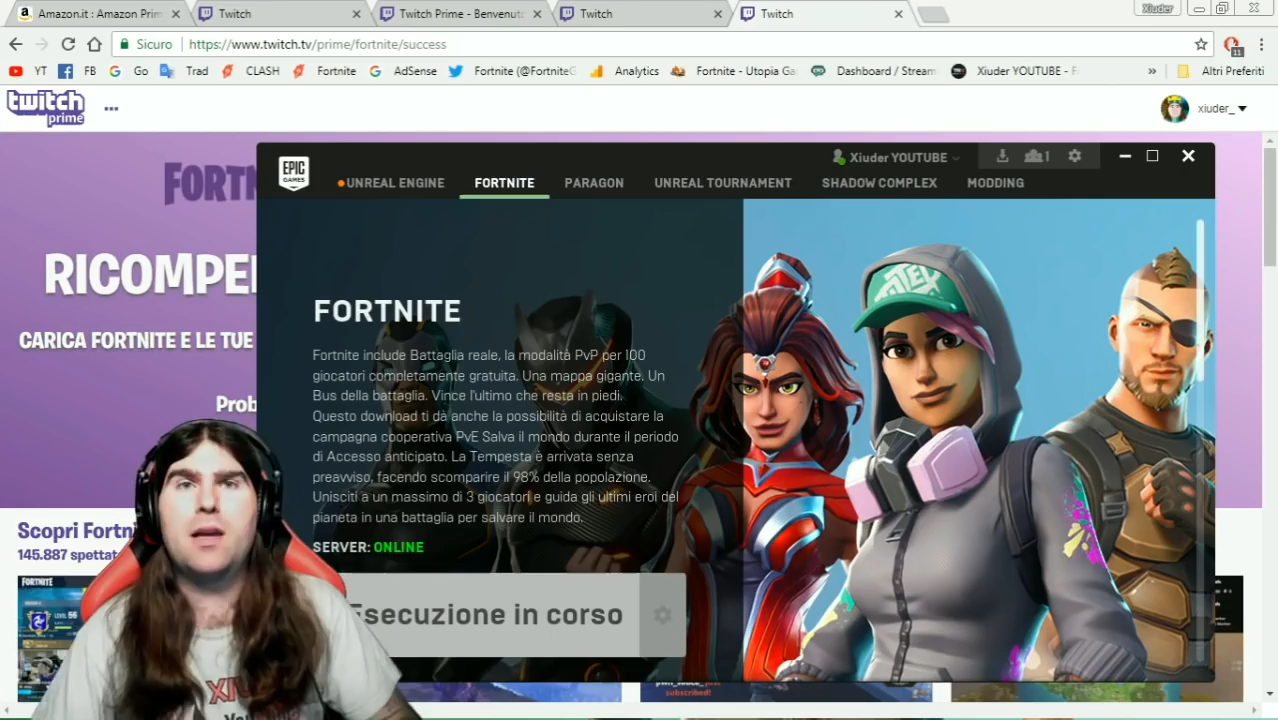 Amazon.it: Amazon Prim
Twitch
Twitch Prime - Benvenuto
Twitch
Twitch
Xiuder
Sicuro
https://www.twitch.tv/prime/fortnite/success
11
YT
FB
Go
Trad
CLASH
Fortnite
AdSense
Fortnite (@FortniteG
Analytics
Fortnite - Utopia Ga
Dashboard / Stream
Xiuder YOUTUBE - F
Altri Preferiti
twitch
prime
xiuder_
FORTN
RICOMPE
CARICA FORTNITE E LE TUE
Prob
Scopri Fortni
145.887 spettat
FORTNITE
EPIC
GAMES
Xiuder YOUTUBE
1
UNREAL ENGINE
FORTNITE
PARAGON
UNREAL TOURNAMENT
SHADOW COMPLEX
MODDING
FORTNITE
Fortnite include Battaglia reale, la modalità PvP per 100
giocatori completamente gratuita. Una mappa gigante. Un
Bus della battaglia. Vince l'ultimo che resta in piedi.
Questo download ti dà anche la possibilità di acquistare la
campagna cooperativa PvE Salva il mondo durante il periodo
di Accesso anticipato. La Tempesta è arrivata senza
preavviso, facendo scomparire il 98% della popolazione.
Unisciti a un massimo di 3 giocatori e guida gli ultimi eroi del
pianeta in una battaglia per salvare il mondo.
SERVER: ONLINE
Esecuzione in corso
subscribed!